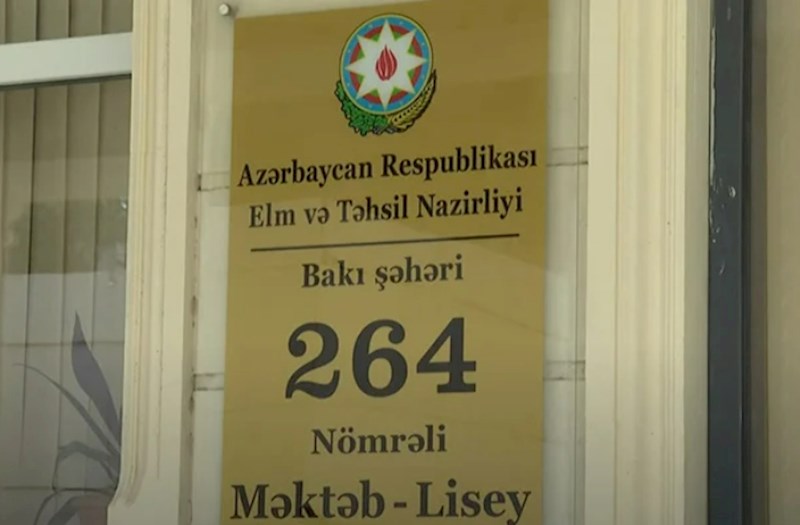 Azərbaycan Respublikası
Elm və Təhsil Nazirliyi
Bakı şəhəri
264
Nömrəli
Məktəb - Lisey